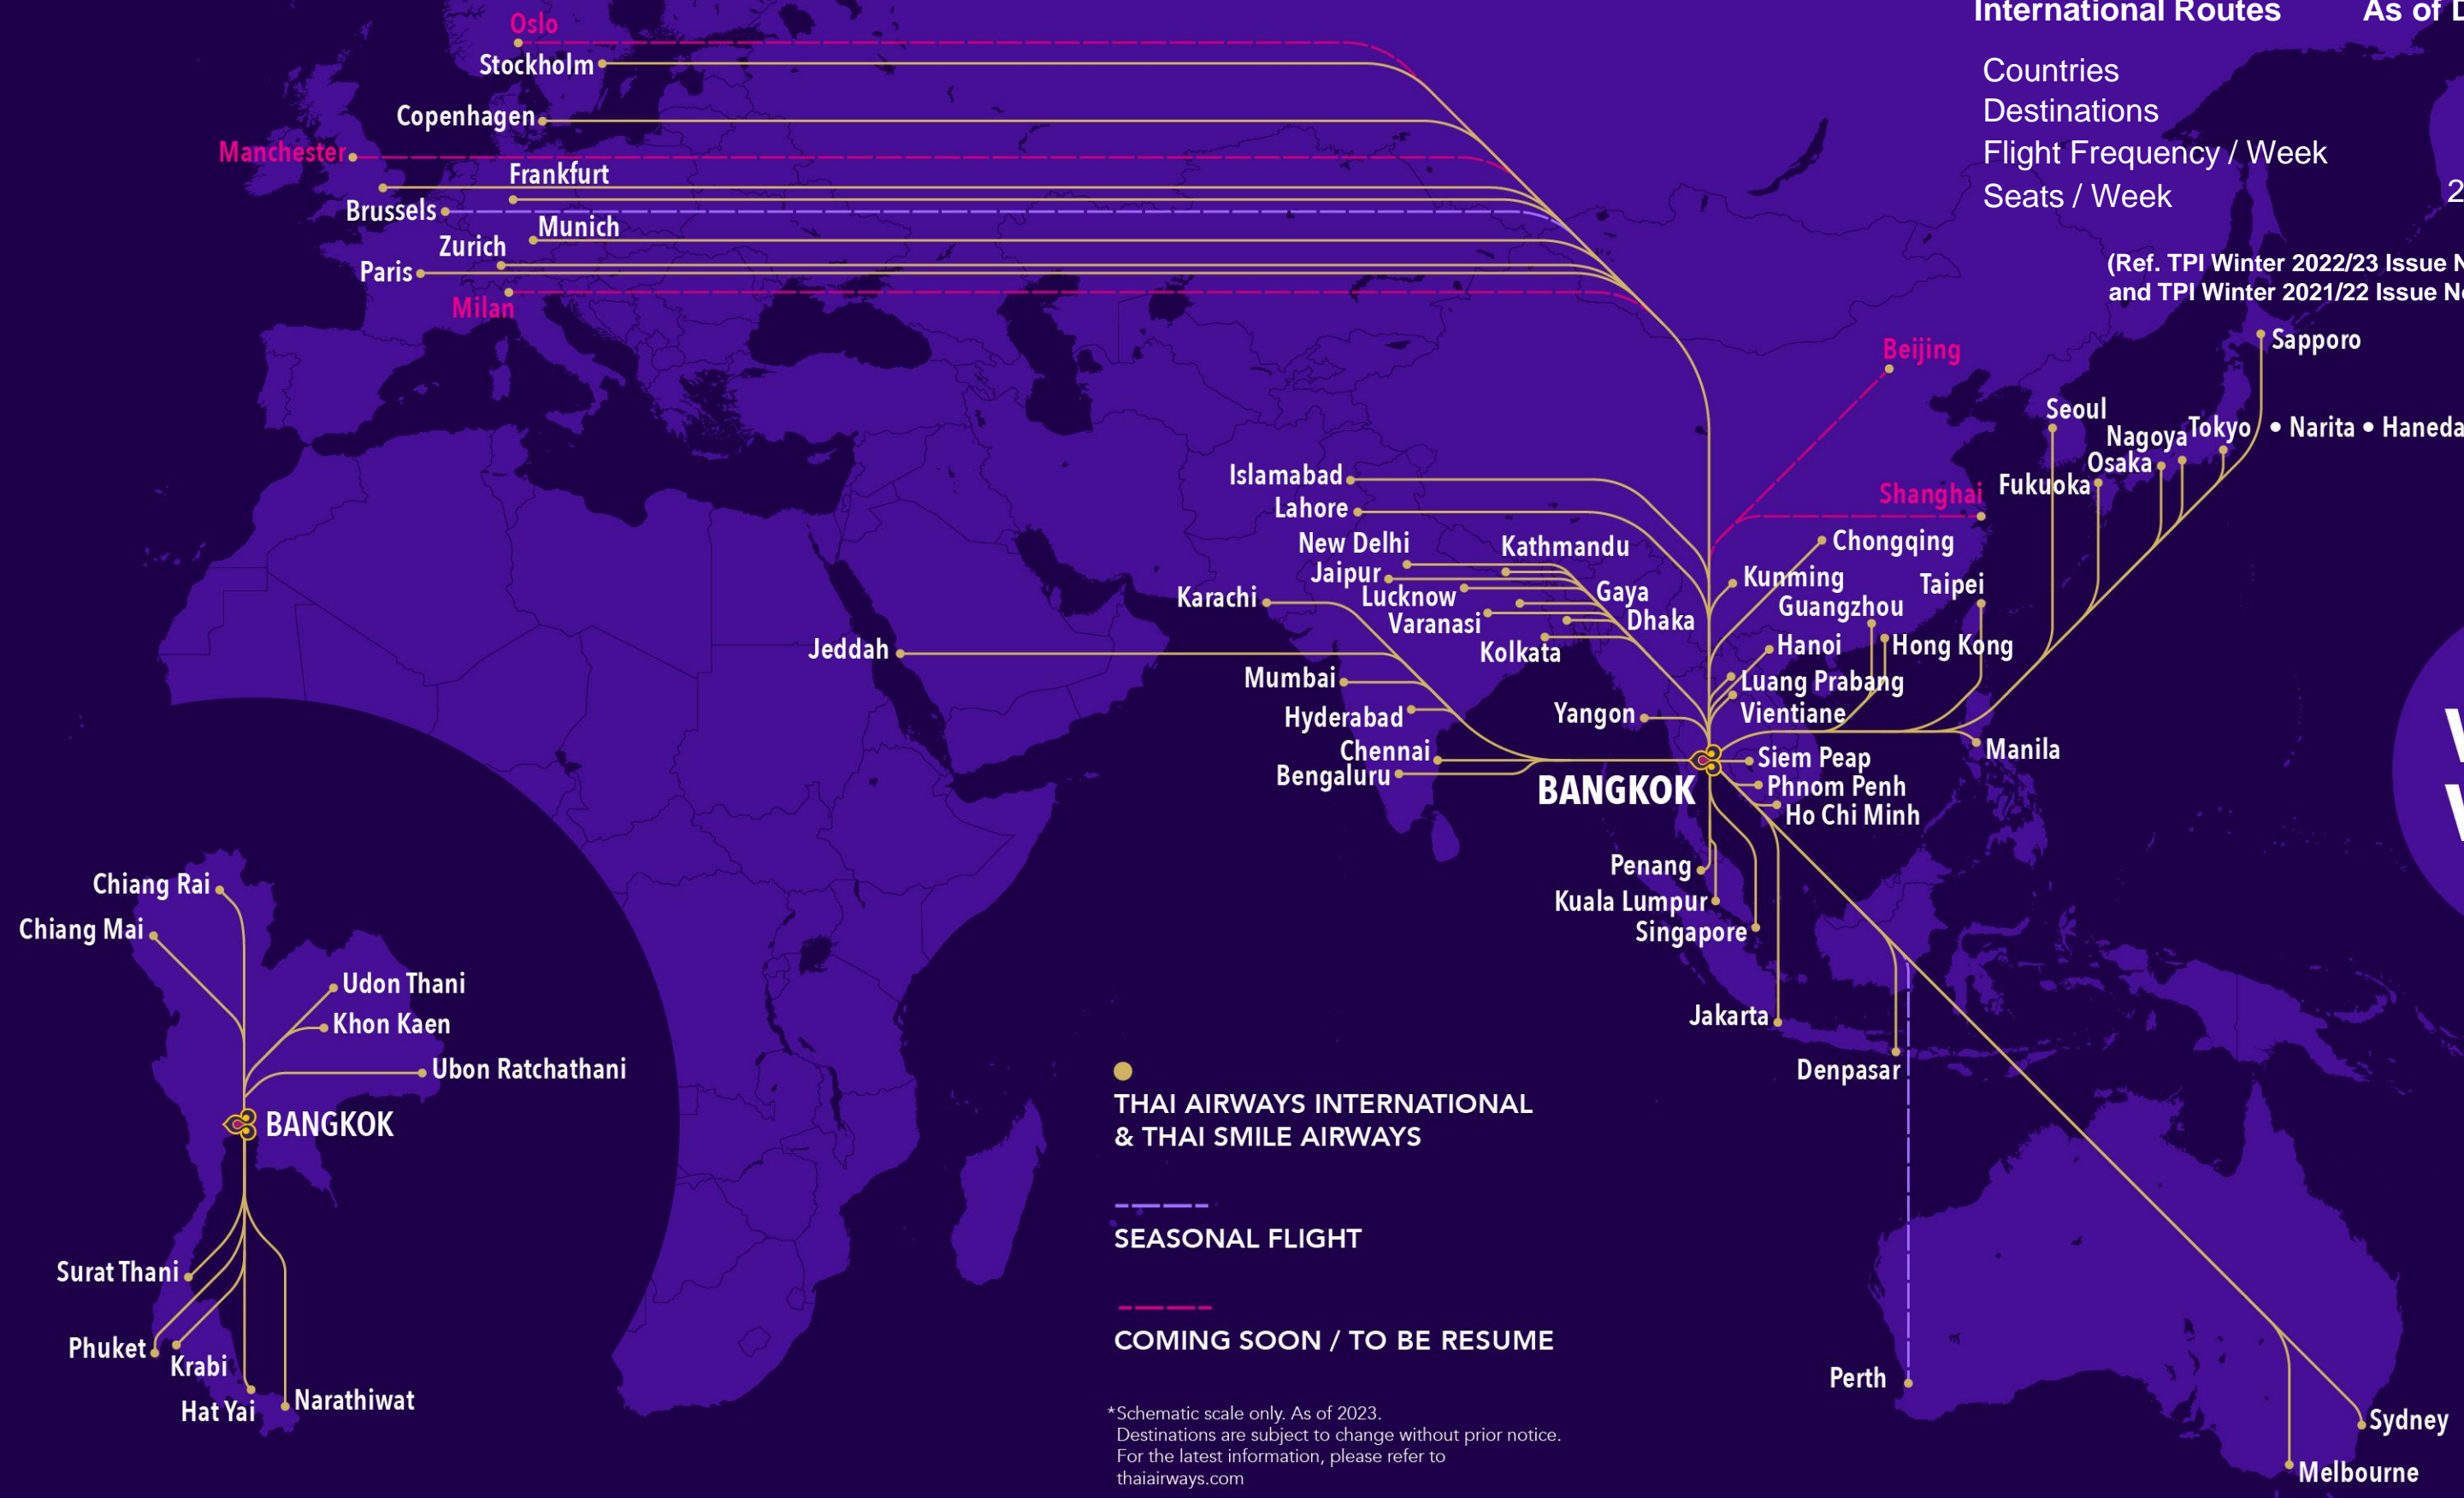 International Routes
As of
Countries
Destinations
Flight Frequency / Week
Seats / Week
2
(Ref. TPI Winter 2022/23 Issue
and TPI Winter 2021/22 Issue
Oslo
Stockholm
Copenhagen
Manchester
Frankfurt
Brussels
Munich
Zurich
Paris
Milan
Beijing
Sapporo
Seoul
Nagoya
Tokyo • Narita • Haneda
Osaka
Fukuoka
Shanghai
Islamabad
Lahore
New Delhi
Kathmandu
Chongqing
Jaipur
Kunming
Taipei
Karachi
Lucknow
Gaya
Guangzhou
Varanasi
Dhaka
Kolkata
Hanoi
Hong Kong
Jeddah
Mumbai
Luang Prabang
Hyderabad
Yangon
Vientiane
Chennai
Siem Peap
Manila
Bengaluru
BANGKOK
Phnom Penh
Ho Chi Minh
Penang
Kuala Lumpur
Singapore
Jakarta
Denpasar
Perth
Sydney
Melbourne
Chiang Rai
Chiang Mai
Udon Thani
Khon Kaen
Ubon Ratchathani
BANGKOK
Surat Thani
Phuket
Krabi
Hat Yai
Narathiwat
THAI AIRWAYS INTERNATIONAL
& THAI SMILE AIRWAYS
SEASONAL FLIGHT
COMING SOON / TO BE RESUME
*Schematic scale only. As of 2023.
Destinations are subject to change without prior notice.
For the latest information, please refer to
thaiairways.com